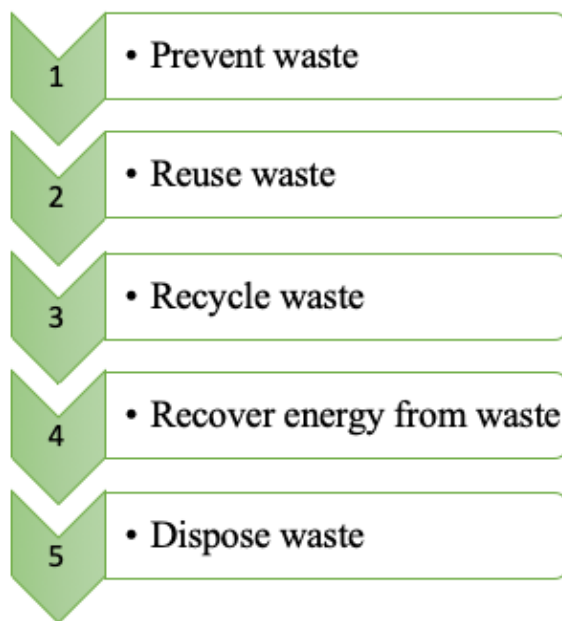 1 • Prevent waste
2 • Reuse waste
3 • Recycle waste
4 • Recover energy from waste
5 • Dispose waste